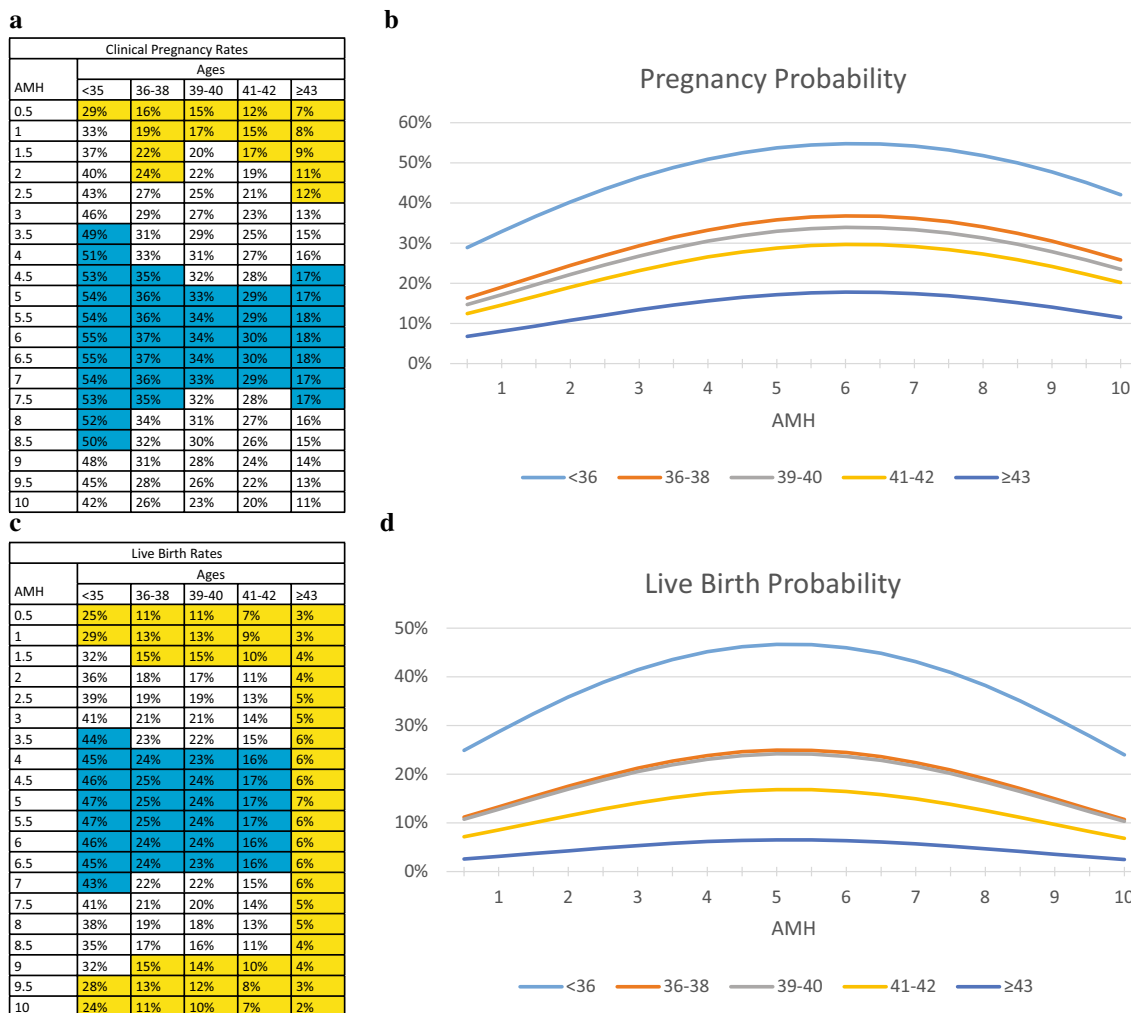 a
Clinical Pregnancy Rates
Ages
AMH <35 36-38 39-40 41-42 ≥43
0.5 29% 16% 15% 12% 7%
1 33% 19% 17% 15% 8%
1.5 37% 22% 20% 17% 9%
2 40% 24% 22% 19% 11%
2.5 43% 27% 25% 21% 12%
3 46% 29% 27% 23% 13%
3.5 49% 31% 29% 25% 15%
4 51% 33% 31% 27% 16%
4.5 53% 35% 32% 28% 17%
5 54% 36% 33% 29% 17%
5.5 54% 36% 34% 29% 18%
6 55% 37% 34% 30% 18%
6.5 55% 37% 34% 30% 18%
7 54% 36% 33% 29% 17%
7.5 53% 35% 32% 28% 17%
8 52% 34% 31% 27% 16%
8.5 50% 32% 30% 26% 15%
9 48% 31% 28% 24% 14%
9.5 45% 28% 26% 22% 13%
10 42% 26% 23% 20% 11%
b
Pregnancy Probability
60%
50%
40%
30%
20%
10%
0%
1 2 3 4 5 6 7 8 9 10
AMH
<36 36-38 39-40 41-42 ≥43
c
Live Birth Rates
Ages
AMH <35 36-38 39-40 41-42 ≥43
0.5 25% 11% 11% 7% 3%
1 29% 13% 13% 9% 3%
1.5 32% 15% 15% 10% 4%
2 36% 18% 17% 11% 4%
2.5 39% 19% 19% 13% 5%
3 41% 21% 21% 14% 5%
3.5 44% 23% 22% 15% 6%
4 45% 24% 23% 16% 6%
4.5 46% 25% 24% 17% 6%
5 47% 25% 24% 17% 7%
5.5 47% 25% 24% 17% 6%
6 46% 24% 24% 16% 6%
6.5 45% 24% 23% 16% 6%
7 43% 22% 22% 15% 6%
7.5 41% 21% 20% 14% 5%
8 38% 19% 18% 13% 5%
8.5 35% 17% 16% 11% 4%
9 32% 15% 14% 10% 4%
9.5 28% 13% 12% 8% 3%
10 24% 11% 10% 7% 2%
d
Live Birth Probability
50%
40%
30%
20%
10%
0%
1 2 3 4 5 6 7 8 9 10
AMH
<36 36-38 39-40 41-42 ≥43